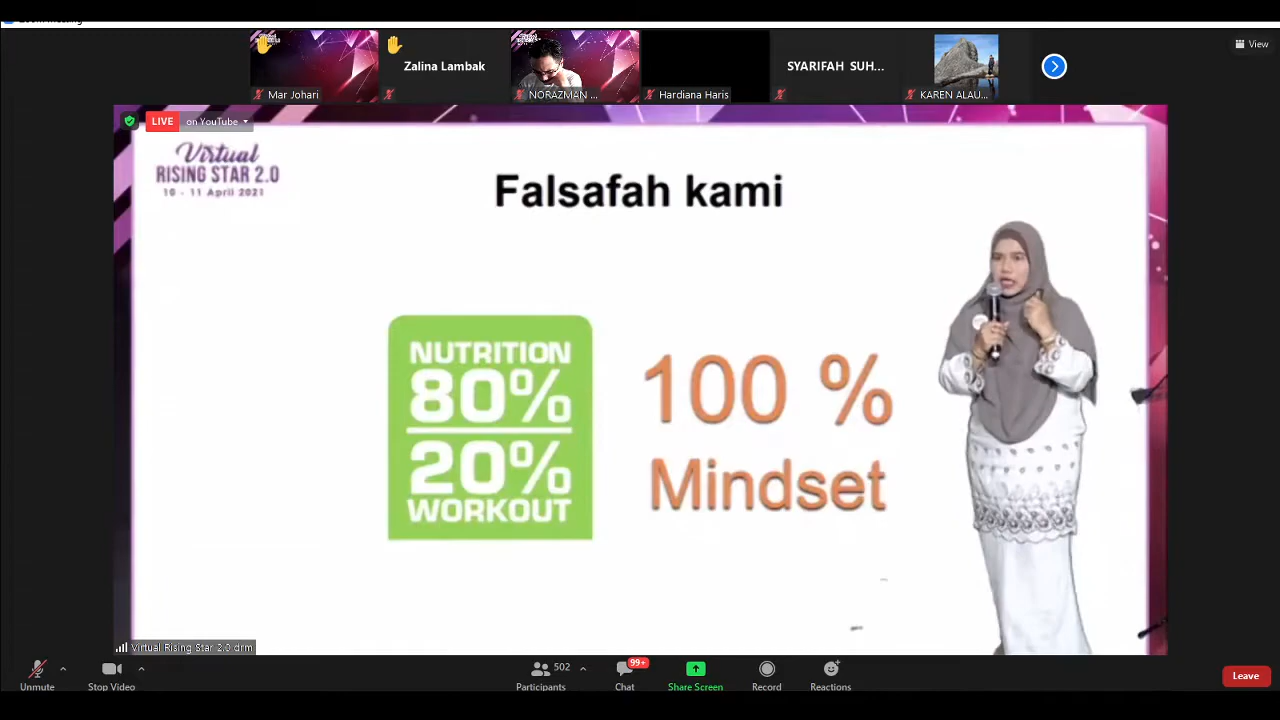 Zoom Meeting
View
Zalina Lambak
SYARIFAH SUH...
Mar Johari
NORAZMAN ...
Hardiana Haris
KAREN ALAU...
LIVE on YouTube
Virtual
RISING STAR 2.0
10 - 11 April 2021
Falsafah kami
NUTRITION
80%
20%
WORKOUT
100 %
Mindset
Virtual Rising Star 2.0 drm
502
99+
Unmute
Stop Video
Participants
Chat
Share Screen
Record
Reactions
Leave